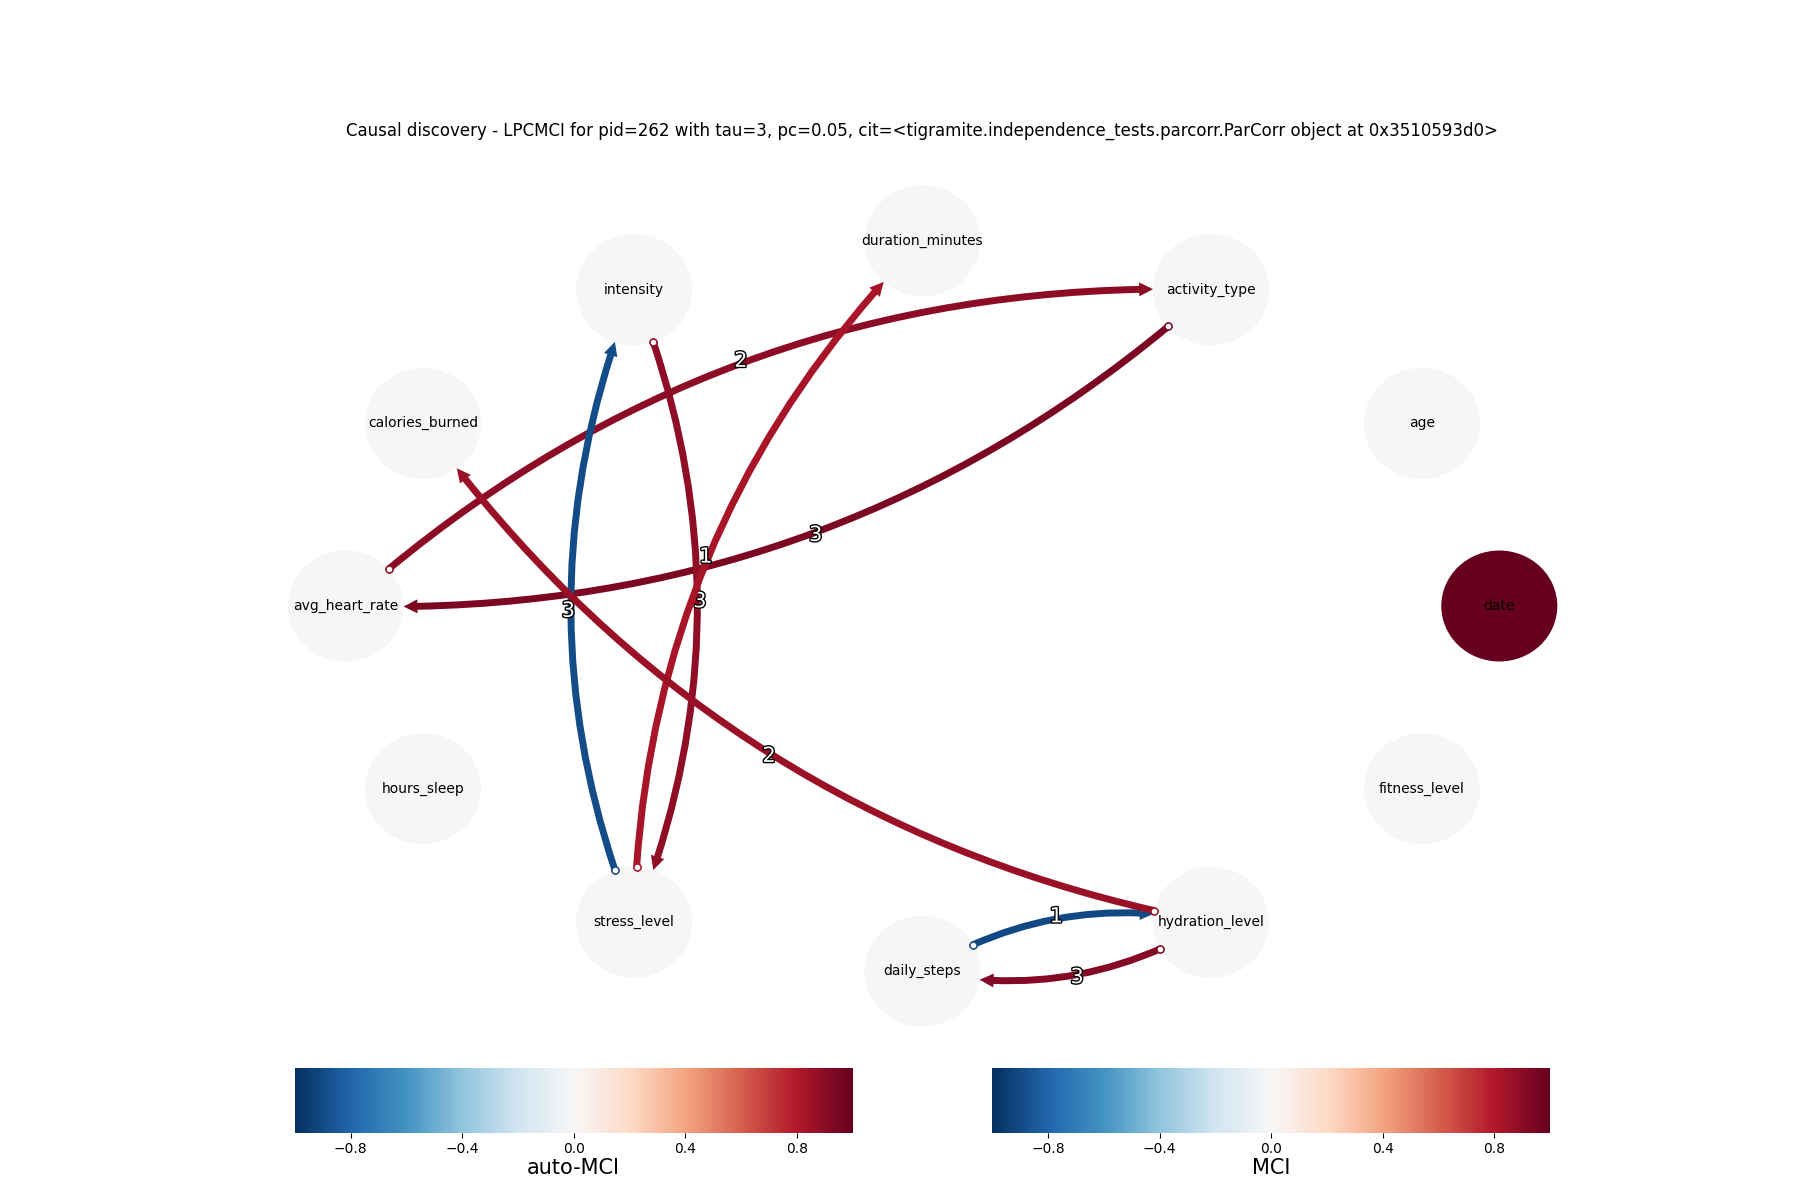 Causal discovery - LPCMCI for pid=262 with tau=3, pc=0.05, cit=<tigramite.independence_tests.parcorr.ParCorr object at 0x3510593d0>
duration_minutes
intensity
activity_type
2
calories_burned
age
3
1
3
3
avg_heart_rate
date
2
hours_sleep
fitness_level
stress_level
1
hydration_level
daily_steps
3
−0.8 −0.4 0.0 0.4 0.8
auto-MCI
−0.8 −0.4 0.0 0.4 0.8
MCI